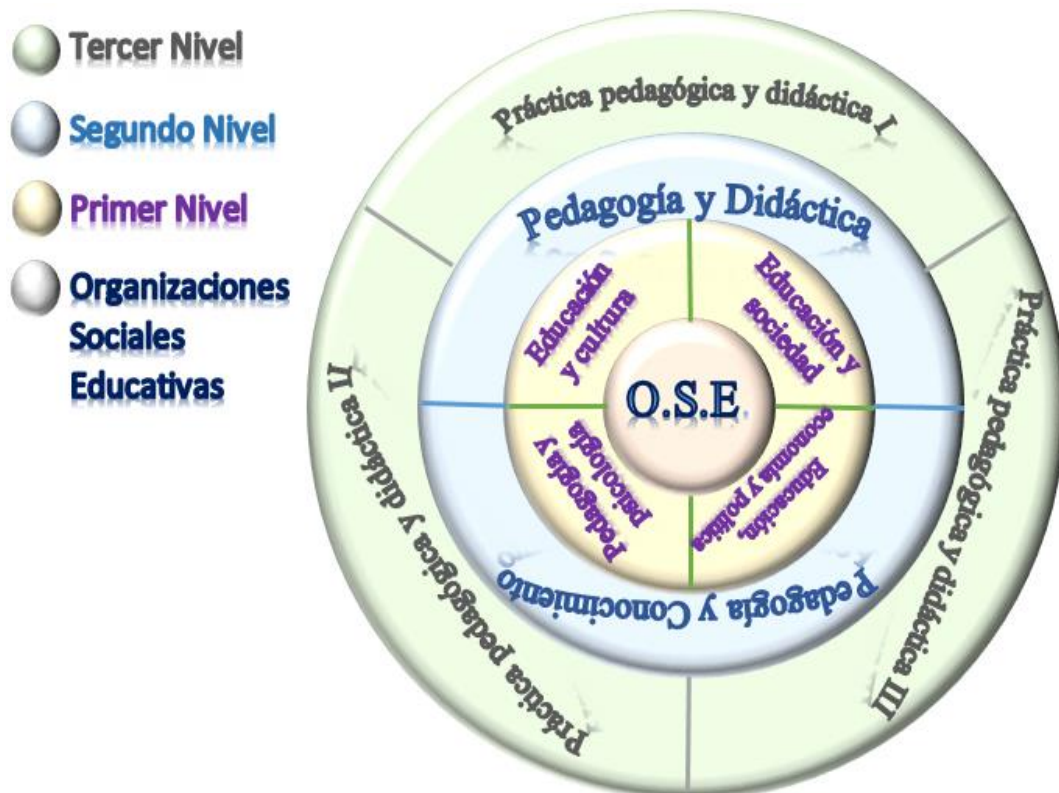 Tercer Nivel
Segundo Nivel
Primer Nivel
Organizaciones
Sociales
Educativas
Práctica pedagógica y didáctica I
Pedagogía y Didáctica
Educación
y cultura
Educación y
sociedad
O.S.E.
Pedagogía y
psicología
Educación,
economía y política
Pedagogía y Conocimiento
Práctica pedagógica y didáctica II
Práctica pedagógica y didáctica III